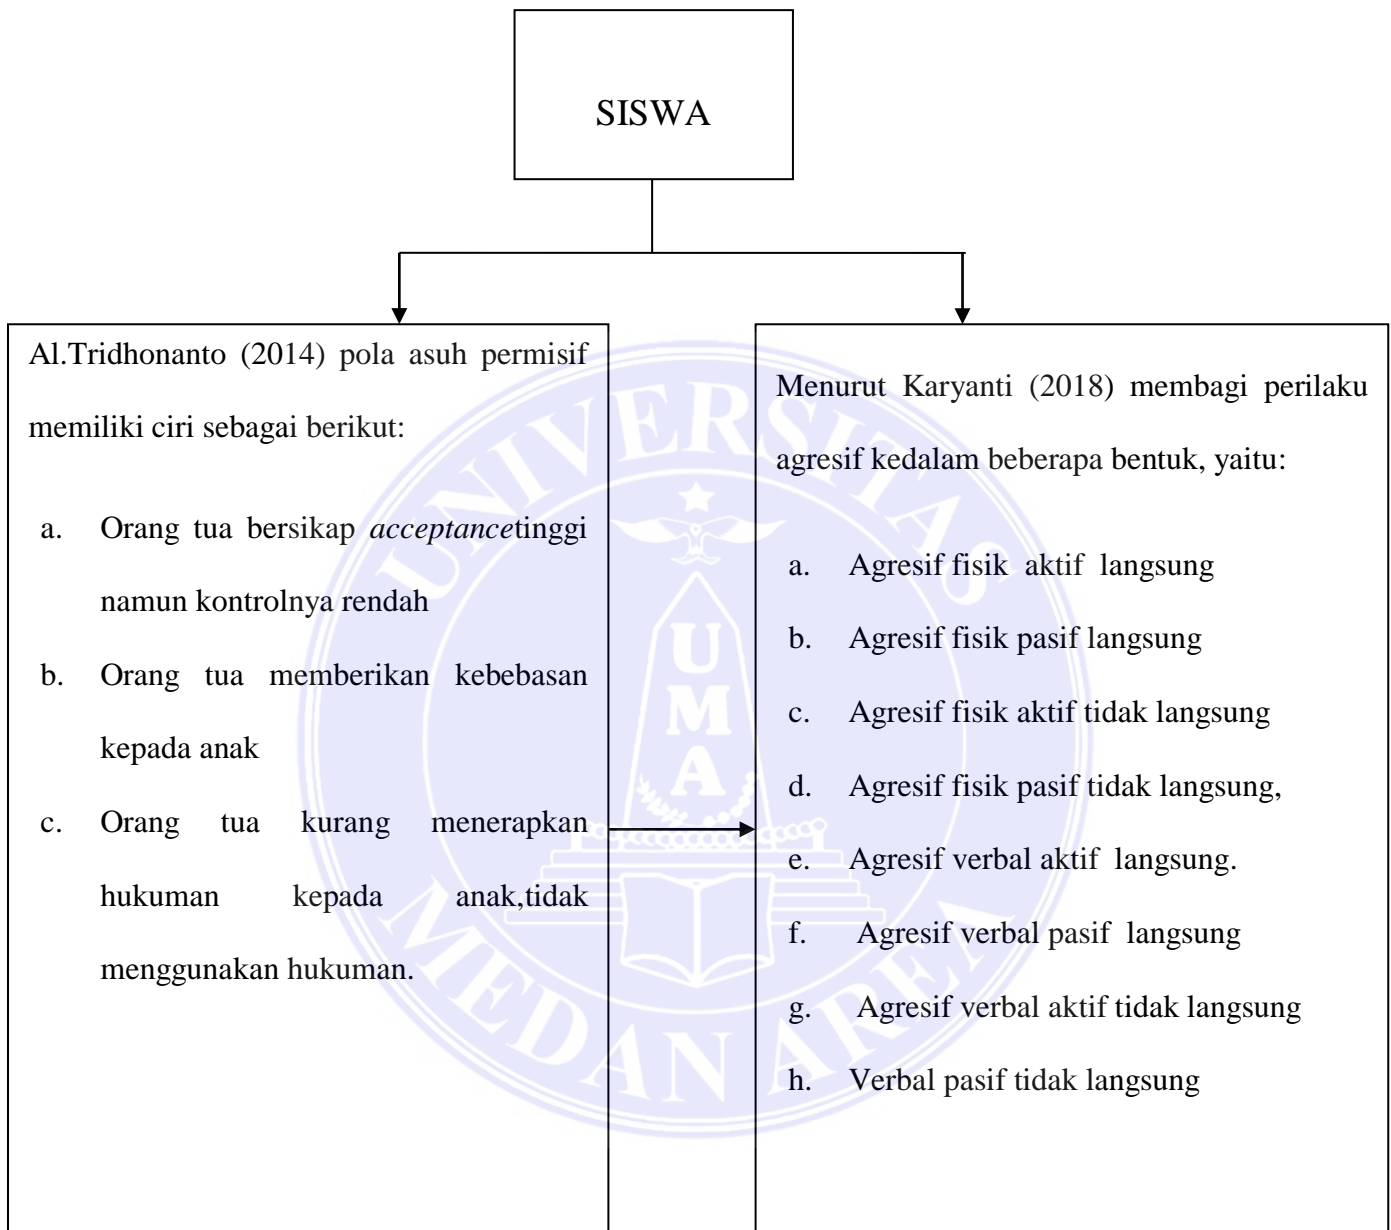 SISWA
Al.Tridhonanto (2014) pola asuh permisif
memiliki ciri sebagai berikut:
a. Orang tua bersikap acceptancetinggi
namun kontrolnya rendah
b. Orang tua memberikan kebebasan
kepada anak
c. Orang tua kurang menerapkan
hukuman kepada anak,tidak
menggunakan hukuman.
Menurut Karyanti (2018) membagi perilaku
agresif kedalam beberapa bentuk, yaitu:
a. Agresif fisik aktif langsung
b. Agresif fisik pasif langsung
c. Agresif fisik aktif tidak langsung
d. Agresif fisik pasif tidak langsung,
e. Agresif verbal aktif langsung.
f. Agresif verbal pasif langsung
g. Agresif verbal aktif tidak langsung
h. Verbal pasif tidak langsung
UNIVERSITAS
UMA
MEDAN AREA